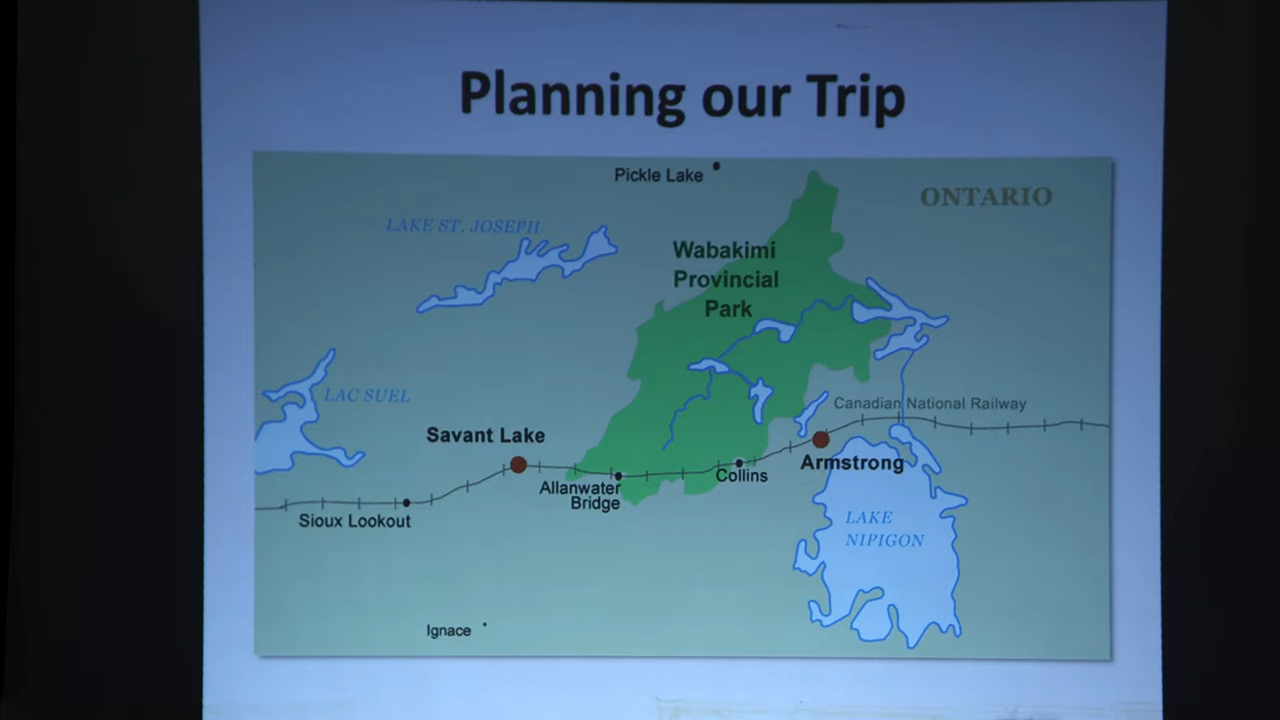 Planning our Trip
Pickle Lake
ONTARIO
LAKE ST. JOSEPH
Wabakimi
Provincial
Park
LAC SUEL
Canadian National Railway
Savant Lake
Armstrong
Collins
Allanwater
Bridge
Sioux Lookout
LAKE
NIPIGON
Ignace